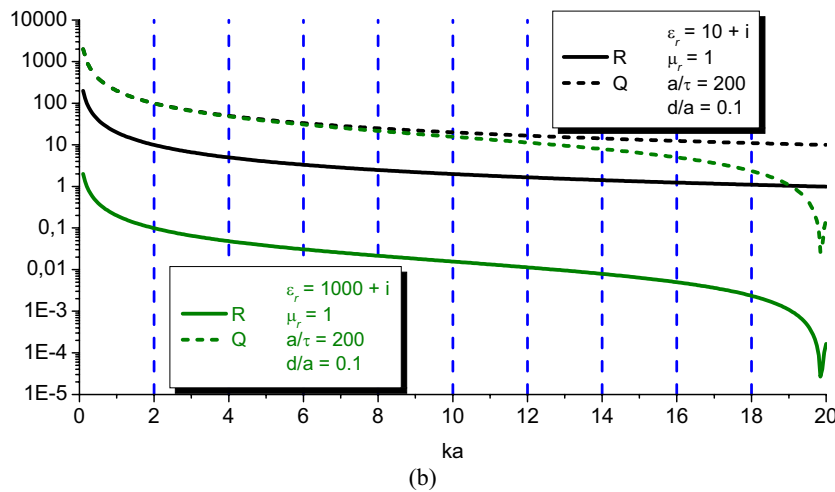 10000
1000
100
10
1
0,1
0,01
1E-3
1E-4
1E-5
ε_r = 10 + i
R μ_r = 1
Q a/τ = 200
d/a = 0.1
ε_r = 1000 + i
R μ_r = 1
Q a/τ = 200
d/a = 0.1
0 2 4 6 8 10 12 14 16 18 20
ka
(b)